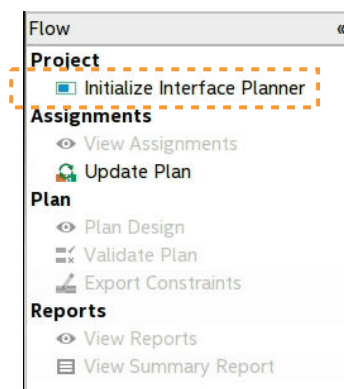 Flow «
Project
Initialize Interface Planner
Assignments
View Assignments
Update Plan
Plan
Plan Design
Validate Plan
Export Constraints
Reports
View Reports
View Summary Report